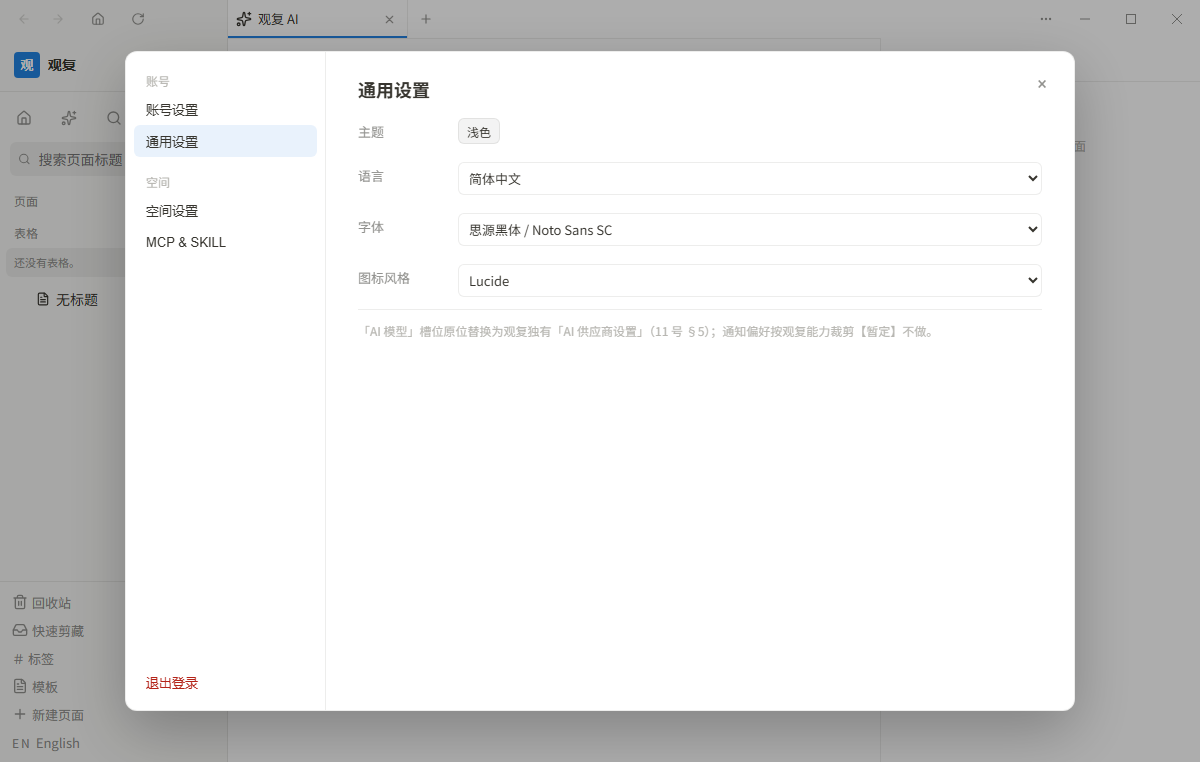 观复 AI
观 观复
搜索页面标题
页面
表格
还没有表格。
无标题
回收站
快速剪藏
# 标签
模板
新建页面
EN English
账号
账号设置
通用设置
空间
空间设置
MCP & SKILL
退出登录
通用设置
主题 浅色
语言 简体中文
字体 思源黑体 / Noto Sans SC
图标风格 Lucide
「AI 模型」槽位原位替换为观复独有「AI 供应商设置」（11 号 §5）；通知偏好按观复能力裁剪【暂定】不做。
面